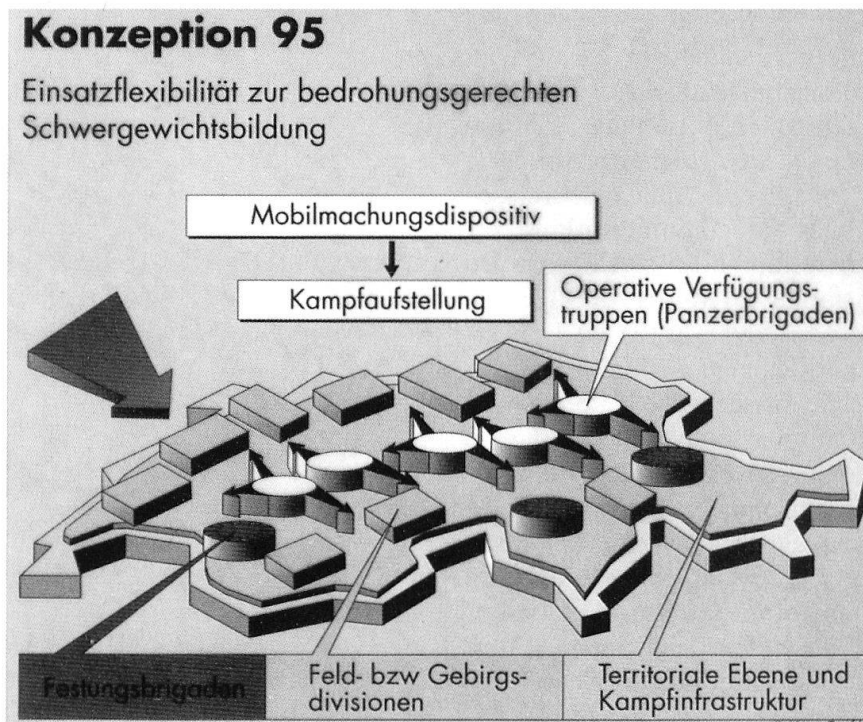 Konzeption 95
Einsatzflexibilität zur bedrohungsgerechten
Schwergewichtsbildung
Mobilmachungsdispositiv
Kampfaufstellung
Operative Verfügungs-
truppen (Panzerbrigaden)
Festungsbrigaden
Feld- bzw Gebirgs-
divisionen
Territoriale Ebene und
Kampfinfrastruktur